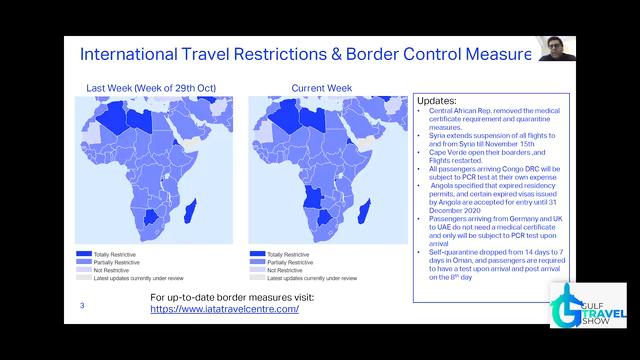 International Travel Restrictions & Border Control Measure
Last Week (Week of 29th Oct)
Current Week
Totally Restrictive
Partially Restrictive
Not Restrictive
Latest updates currently under review
Totally Restrictive
Partially Restrictive
Not Restrictive
Latest updates currently under review
Updates:
• Central African Rep. removed the medical
certificate requirement and quarantine
measures.
• Syria extends suspension of all flights to
and from Syria till November 15th
• Cape Verde open their boarders ,and
Flights restarted.
• All passengers arriving Congo DRC will be
subject to PCR test at their own expense
• Angola specified that expired residency
permits, and certain expired visas issued
by Angola are accepted for entry until 31
December 2020
• Passengers arriving from Germany and UK
to UAE do not need a medical certificate
and only will be subject to PCR test upon
arrival
• Self-quarantine dropped from 14 days to 7
days in Oman, and passengers are required
to have a test upon arrival and post arrival
on the 8th day
For up-to-date border measures visit:
https://www.iatatravelcentre.com/
3
GULF
TRAVEL
SHOW